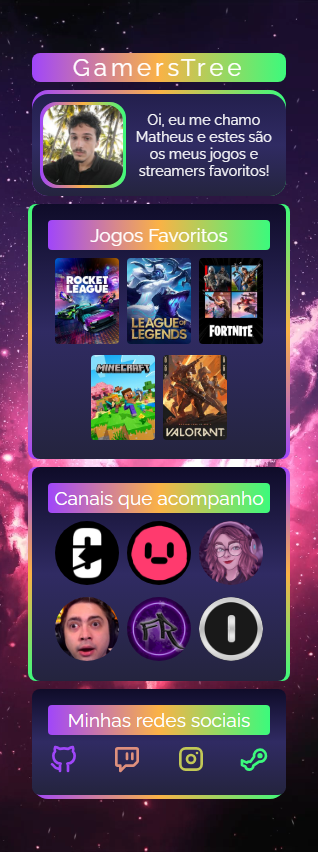 GamersTree
Oi, eu me chamo
Matheus e estes são
os meus jogos e
streamers favoritos!
Jogos Favoritos
ROCKET
LEAGUE
LEAGUE OF
LEGENDS
FORTNITE
MINECRAFT
VALORANT
Canais que acompanho
FR
Minhas redes sociais